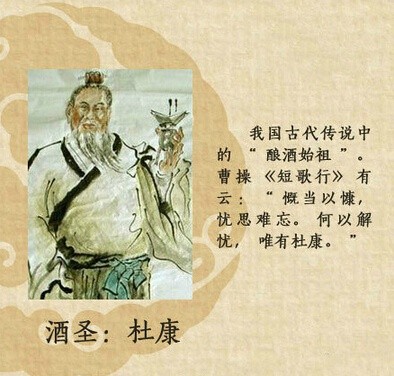 我国古代传说中
的“酿酒始祖”。
曹操《短歌行》有
云：“慨当以慷，
忧思难忘。何以解
忧，唯有杜康。”
酒圣：杜康